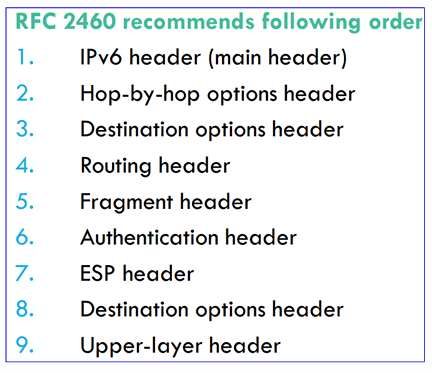 RFC 2460 recommends following order
1. IPv6 header (main header)
2. Hop-by-hop options header
3. Destination options header
4. Routing header
5. Fragment header
6. Authentication header
7. ESP header
8. Destination options header
9. Upper-layer header